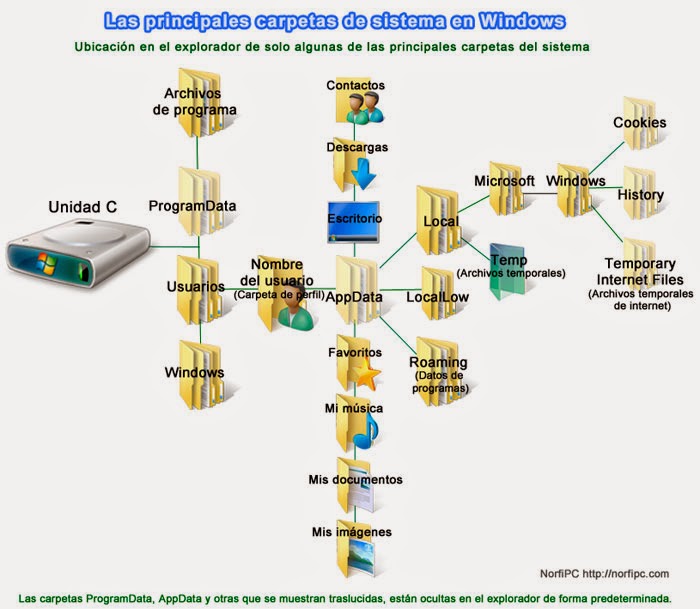 Las principales carpetas de sistema en Windows
Ubicación en el explorador de solo algunas de las principales carpetas del sistema
Archivos
de programa
Contactos
Cookies
Descargas
Microsoft
Windows
History
Unidad C
ProgramData
Escritorio
Local
Temp
(Archivos temporales)
Temporary
Internet Files
(Archivos temporales
de internet)
Usuarios
Nombre
del usuario
(Carpeta de perfil)
AppData
LocalLow
Windows
Favoritos
Roaming
(Datos de
programas)
Mi música
Mis documentos
Mis imágenes
NorfiPC http://norfipc.com
Las carpetas ProgramData, AppData y otras que se muestran traslucidas, están ocultas en el explorador de forma predeterminada.